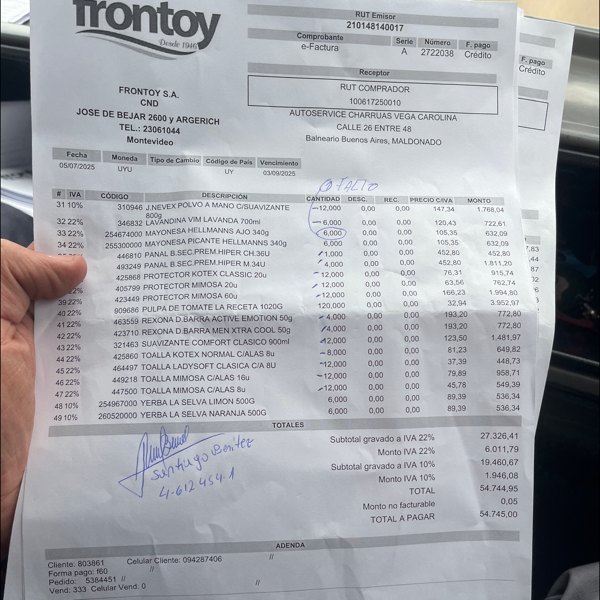 frontoy
Desde 1946
RUT Emisor
210148140017
Comprobante Serie Número F. pago
e-Factura A 2722038 Crédito
Receptor
RUT COMPRADOR
100617250010
AUTOSERVICE CHARRUAS VEGA CAROLINA
CALLE 26 ENTRE 48
Balneario Buenos Aires, MALDONADO
FRONTOY S.A.
CND
JOSE DE BEJAR 2600 y ARGERICH
TEL.: 23061044
Montevideo
Fecha Moneda Tipo de Cambio Código de País Vencimiento
05/07/2025 UYU UY 03/09/2025
FALTO
# IVA CÓDIGO DESCRIPCIÓN CANTIDAD DESC. REC. PRECIO C/IVA MONTO
31 10% 310946 J.NEVEX POLVO A MANO C/SUAVIZANTE 12,000 0,00 0,00 147,34 1.768,04
800g
32 22% 346832 LAVANDINA VIM LAVANDA 700ml 6,000 0,00 0,00 120,43 722,61
33 22% 254674000 MAYONESA HELLMANNS AJO 340g 6,000 0,00 0,00 105,35 632,09
34 22% 255300000 MAYONESA PICANTE HELLMANNS 340g 6,000 0,00 0,00 105,35 632,09
446810 PANAL B.SEC.PREM.HIPER CH.36U 1,000 0,00 0,00 452,80 452,80
493249 PANAL B.SEC.PREM.HIPER M.34U 4,000 0,00 0,00 452,80 1.811,20
425868 PROTECTOR KOTEX CLASSIC 20u 12,000 0,00 0,00 76,31 915,74
22% 405799 PROTECTOR MIMOSA 20u 12,000 0,00 0,00 63,56 762,74
39 22% 423449 PROTECTOR MIMOSA 60u 12,000 0,00 0,00 166,23 1.994,80
40 22% 909686 PULPA DE TOMATE LA RECETA 1020G 120,000 0,00 0,00 32,94 3.952,97
41 22% 463559 REXONA D.BARRA ACTIVE EMOTION 50g 4,000 0,00 0,00 193,20 772,80
42 22% 423710 REXONA D.BARRA MEN XTRA COOL 50g 4,000 0,00 0,00 193,20 772,80
43 22% 321463 SUAVIZANTE COMFORT CLASICO 900ml 12,000 0,00 0,00 123,50 1.481,97
44 22% 425860 TOALLA KOTEX NORMAL C/ALAS 8u 8,000 0,00 0,00 81,23 649,82
45 22% 464497 TOALLA LADYSOFT CLASICA C/A 8U 12,000 0,00 0,00 37,39 448,73
46 22% 449218 TOALLA MIMOSA C/ALAS 16u 12,000 0,00 0,00 79,89 958,71
47 22% 447500 TOALLA MIMOSA C/ALAS 8u 12,000 0,00 0,00 45,78 549,39
48 10% 254967000 YERBA LA SELVA LIMON 500G 6,000 0,00 0,00 89,39 536,34
49 10% 260520000 YERBA LA SELVA NARANJA 500G 6,000 0,00 0,00 89,39 536,34
TOTALES
Subtotal gravado a IVA 22% 27.326,41
Monto IVA 22% 6.011,79
Subtotal gravado a IVA 10% 19.460,67
Monto IVA 10% 1.946,08
TOTAL 54.744,95
Monto no facturable 0,05
TOTAL A PAGAR 54.745,00
Santiago Benitez
4-612454-1
ADENDA
Cliente: 803861 Celular Cliente: 094287406 //
Forma pago: f60 //
Pedido: 5384451 //
Vend: 333 Celular Vend: 0 //
F. pago
Crédito